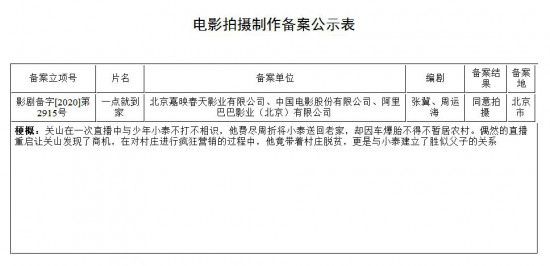 电影拍摄制作备案公示表
备案立项号 片名 备案单位 编剧 备案结果 备案地
影剧备字[2020]第2915号 一点就到家 北京嘉映春天影业有限公司、中国电影股份有限公司、阿里巴巴影业（北京）有限公司 张冀、周运海 同意拍摄 北京市
梗概：关山在一次直播中与少年小泰不打不相识，他费尽周折将小泰送回老家，却因车爆胎不得不暂居农村。偶然的直播
重启让关山发现了商机，在对村庄进行疯狂营销的过程中，他竟带着村庄脱贫，更是与小泰建立了胜似父子的关系